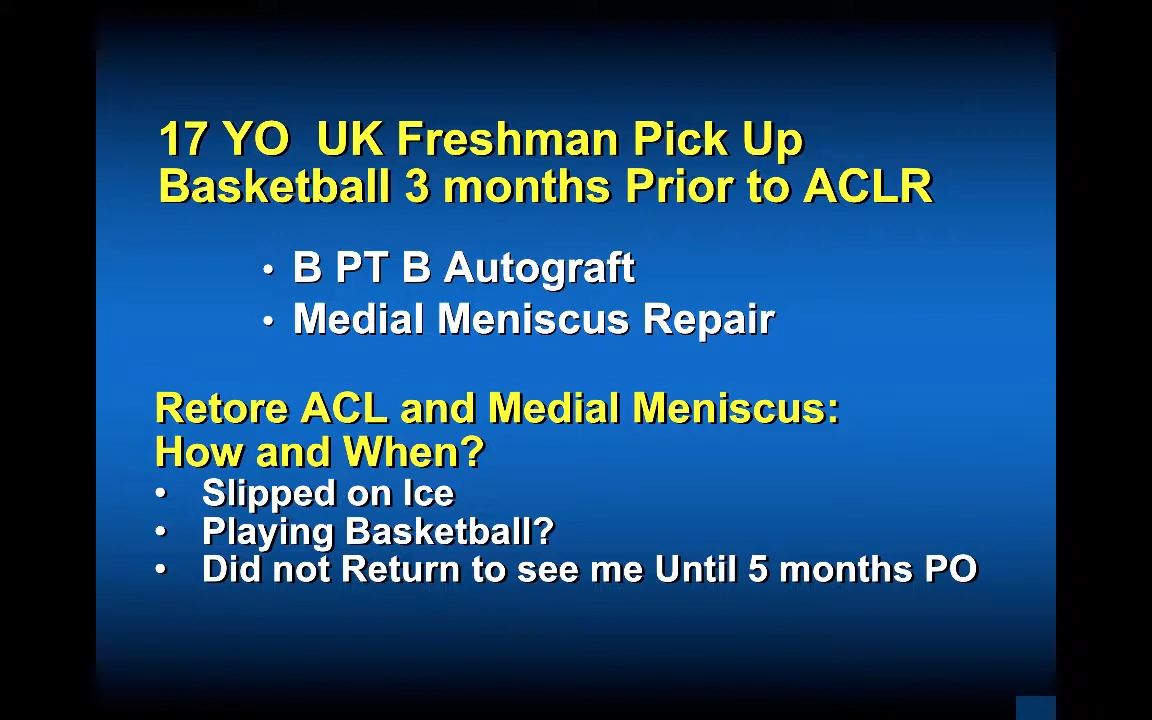 17 YO  UK Freshman Pick Up
Basketball 3 months Prior to ACLR
• B PT B Autograft
• Medial Meniscus Repair
Retore ACL and Medial Meniscus:
How and When?
• Slipped on Ice
• Playing Basketball?
• Did not Return to see me Until 5 months PO